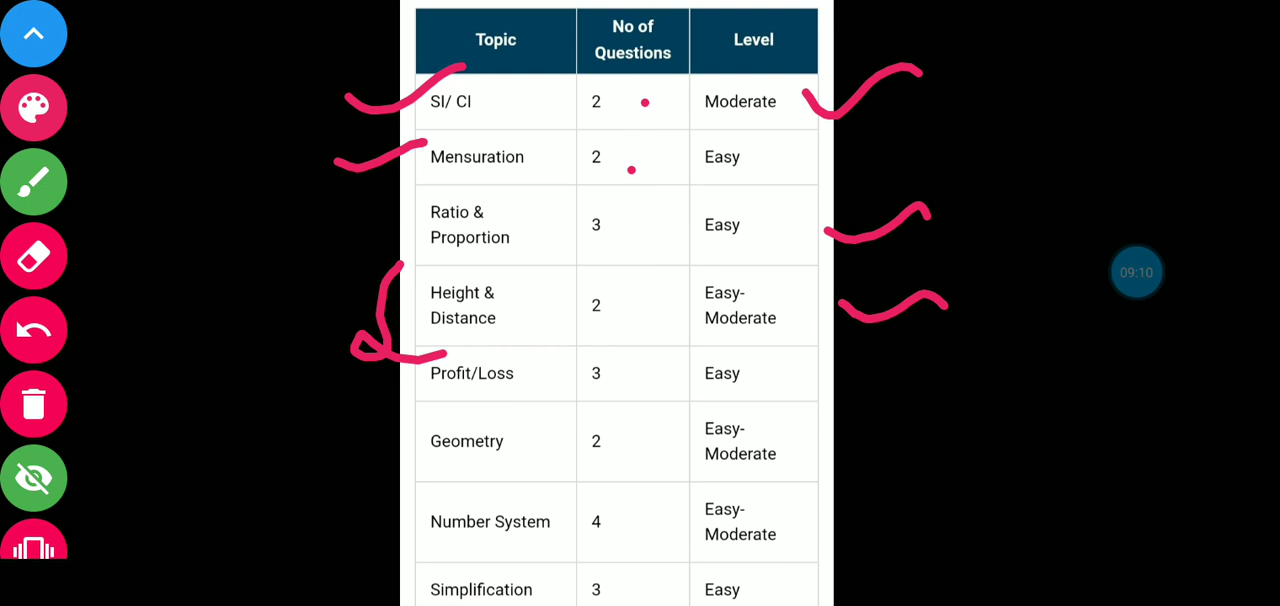 Topic
No of
Questions
Level
SI/ CI
2
Moderate
Mensuration
2
Easy
Ratio &
Proportion
3
Easy
Height &
Distance
2
Easy-
Moderate
Profit/Loss
3
Easy
Geometry
2
Easy-
Moderate
Number System
4
Easy-
Moderate
Simplification
3
Easy
09:10